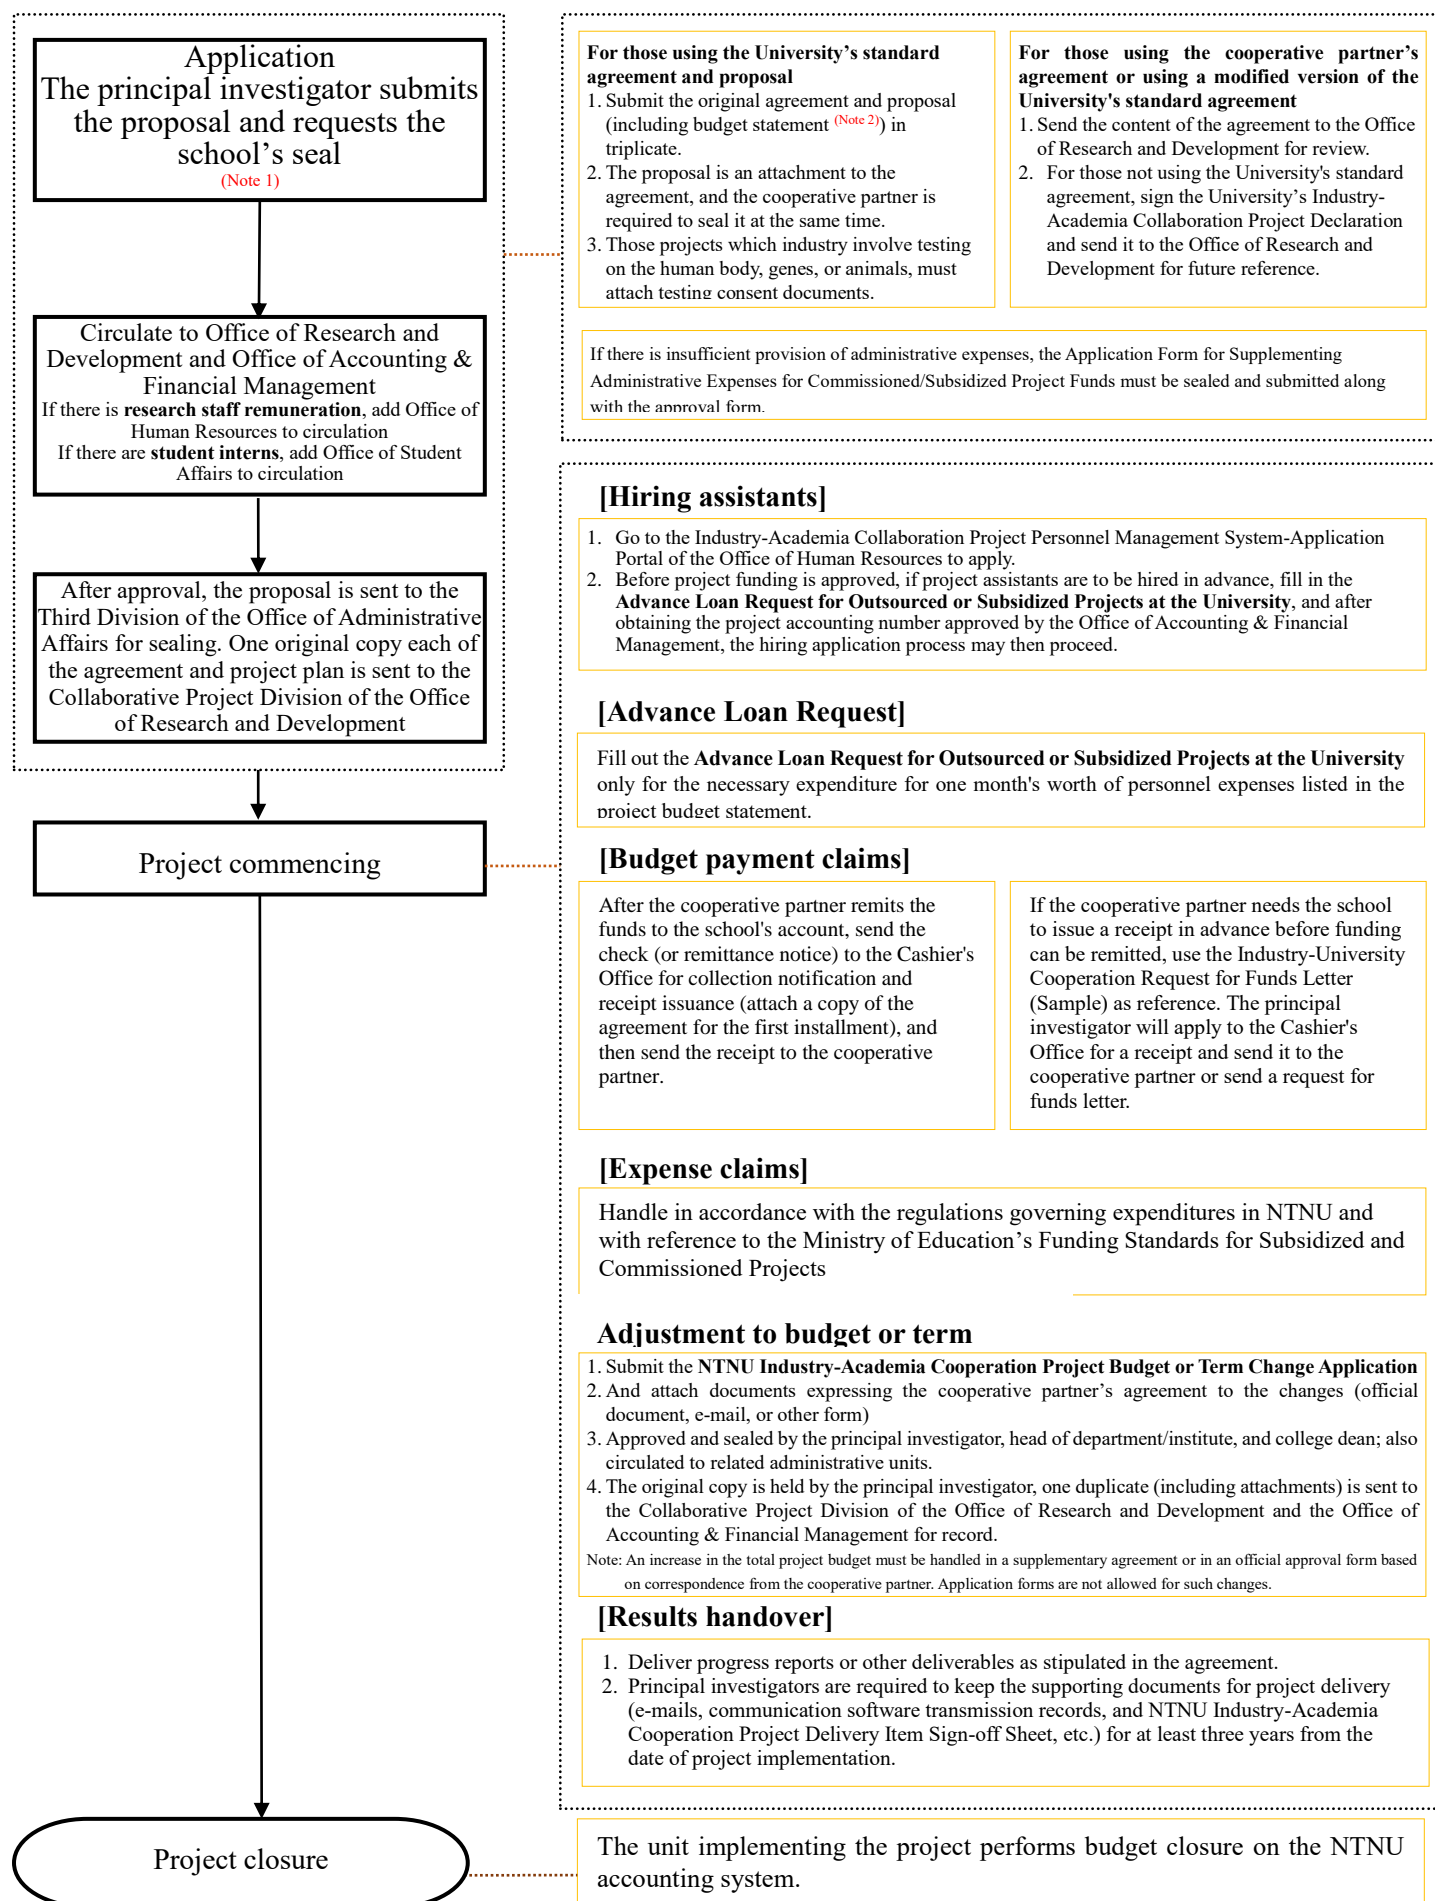 Application
The principal investigator submits
the proposal and requests the
school’s seal
(Note 1)
Circulate to Office of Research and
Development and Office of Accounting &
Financial Management
If there is research staff remuneration, add Office of
Human Resources to circulation
If there are student interns, add Office of Student
Affairs to circulation
After approval, the proposal is sent to the
Third Division of the Office of Administrative
Affairs for sealing. One original copy each of
the agreement and project plan is sent to the
Collaborative Project Division of the Office
of Research and Development
Project commencing
Project closure
For those using the University’s standard
agreement and proposal
1. Submit the original agreement and proposal
(including budget statement (Note 2)) in
triplicate.
2. The proposal is an attachment to the
agreement, and the cooperative partner is
required to seal it at the same time.
3. Those projects which industry involve testing
on the human body, genes, or animals, must
attach testing consent documents.
For those using the cooperative partner’s
agreement or using a modified version of the
University's standard agreement
1. Send the content of the agreement to the Office
of Research and Development for review.
2. For those not using the University's standard
agreement, sign the University’s Industry-
Academia Collaboration Project Declaration
and send it to the Office of Research and
Development for future reference.
If there is insufficient provision of administrative expenses, the Application Form for Supplementing
Administrative Expenses for Commissioned/Subsidized Project Funds must be sealed and submitted along
with the approval form.
[Hiring assistants]
1. Go to the Industry-Academia Collaboration Project Personnel Management System-Application
Portal of the Office of Human Resources to apply.
2. Before project funding is approved, if project assistants are to be hired in advance, fill in the
Advance Loan Request for Outsourced or Subsidized Projects at the University, and after
obtaining the project accounting number approved by the Office of Accounting & Financial
Management, the hiring application process may then proceed.
[Advance Loan Request]
Fill out the Advance Loan Request for Outsourced or Subsidized Projects at the University
only for the necessary expenditure for one month's worth of personnel expenses listed in the
project budget statement.
[Budget payment claims]
After the cooperative partner remits the
funds to the school's account, send the
check (or remittance notice) to the Cashier's
Office for collection notification and
receipt issuance (attach a copy of the
agreement for the first installment), and
then send the receipt to the cooperative
partner.
If the cooperative partner needs the school
to issue a receipt in advance before funding
can be remitted, use the Industry-University
Cooperation Request for Funds Letter
(Sample) as reference. The principal
investigator will apply to the Cashier's
Office for a receipt and send it to the
cooperative partner or send a request for
funds letter.
[Expense claims]
Handle in accordance with the regulations governing expenditures in NTNU and
with reference to the Ministry of Education’s Funding Standards for Subsidized and
Commissioned Projects
Adjustment to budget or term
1. Submit the NTNU Industry-Academia Cooperation Project Budget or Term Change Application
2. And attach documents expressing the cooperative partner’s agreement to the changes (official
document, e-mail, or other form)
3. Approved and sealed by the principal investigator, head of department/institute, and college dean; also
circulated to related administrative units.
4. The original copy is held by the principal investigator, one duplicate (including attachments) is sent to
the Collaborative Project Division of the Office of Research and Development and the Office of
Accounting & Financial Management for record.
Note: An increase in the total project budget must be handled in a supplementary agreement or in an official approval form based
on correspondence from the cooperative partner. Application forms are not allowed for such changes.
[Results handover]
1. Deliver progress reports or other deliverables as stipulated in the agreement.
2. Principal investigators are required to keep the supporting documents for project delivery
(e-mails, communication software transmission records, and NTNU Industry-Academia
Cooperation Project Delivery Item Sign-off Sheet, etc.) for at least three years from the
date of project implementation.
The unit implementing the project performs budget closure on the NTNU
accounting system.